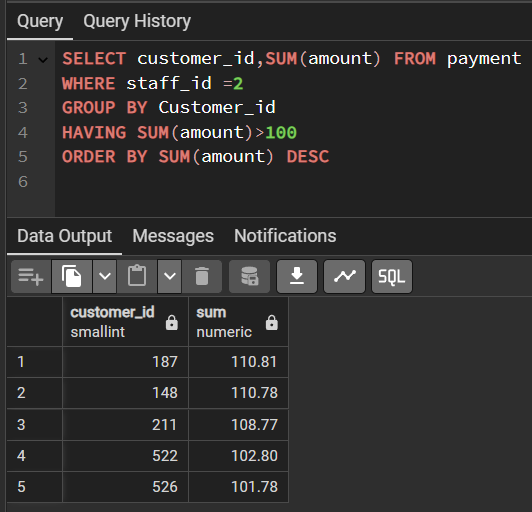 Query Query History
1 SELECT customer_id,SUM(amount) FROM payment
2 WHERE staff_id =2
3 GROUP BY Customer_id
4 HAVING SUM(amount)>100
5 ORDER BY SUM(amount) DESC
6
Data Output Messages Notifications
SQL
customer_id sum
smallint numeric
1 187 110.81
2 148 110.78
3 211 108.77
4 522 102.80
5 526 101.78